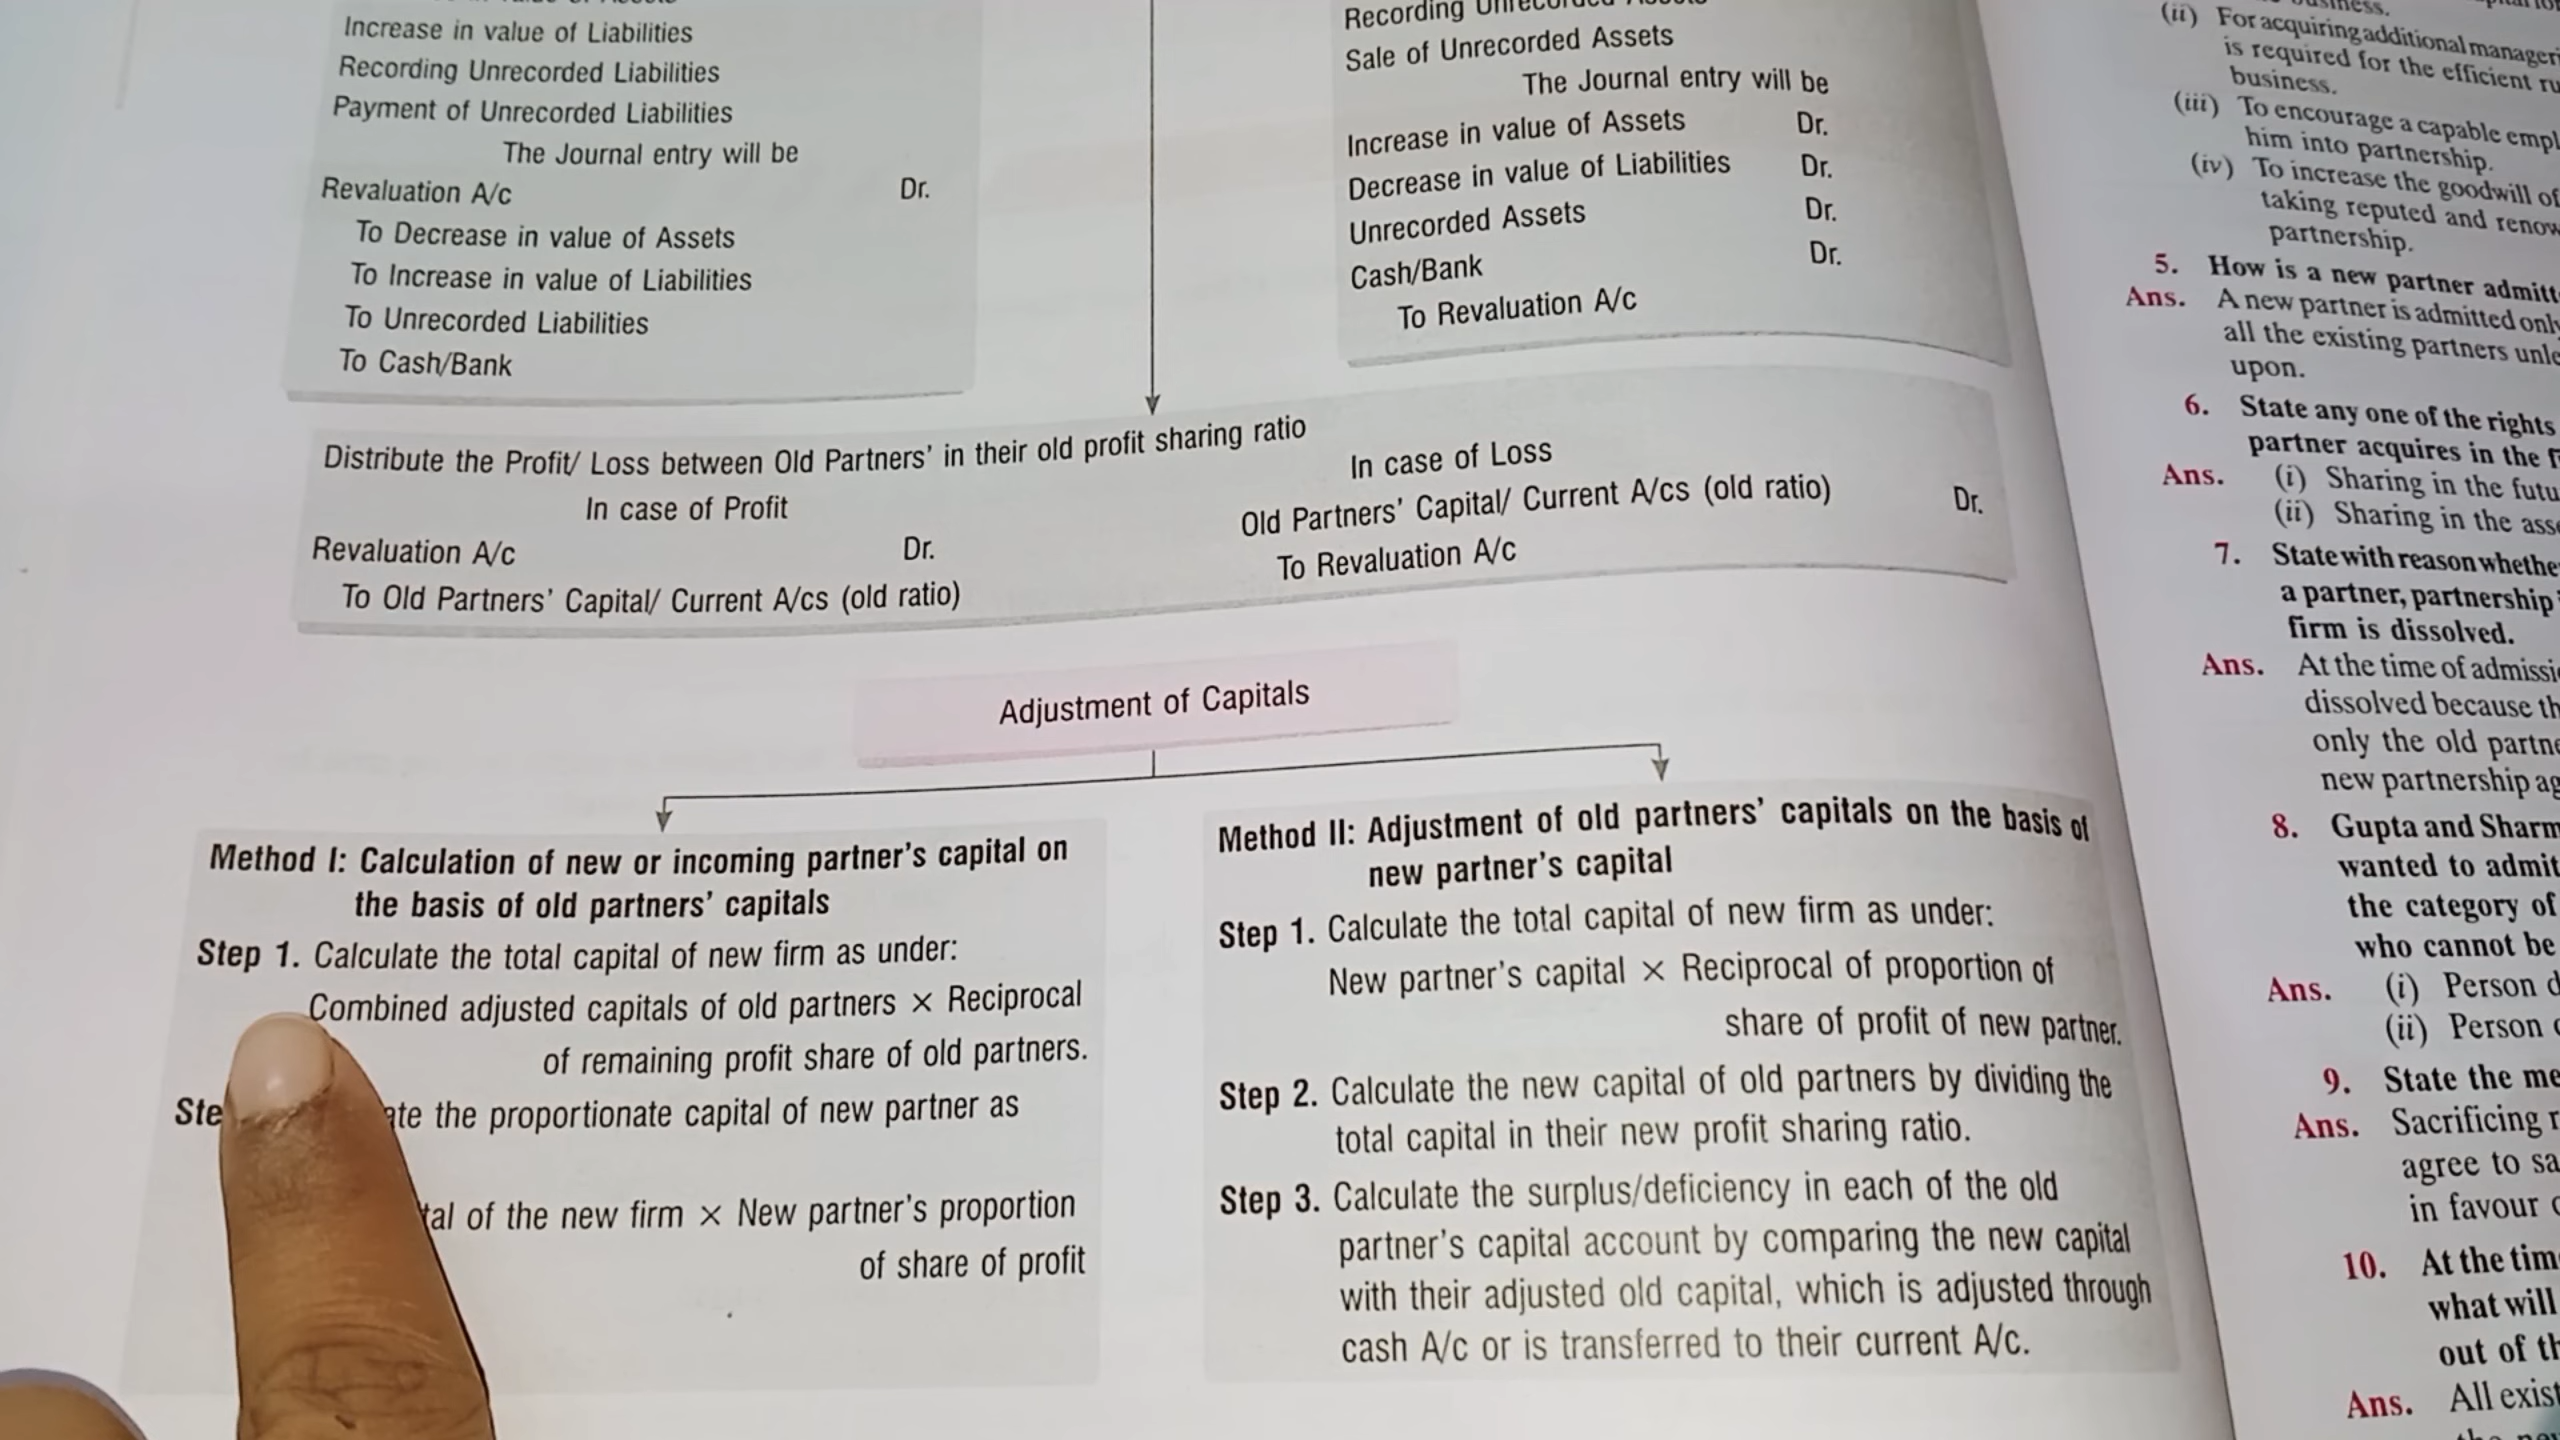 Increase in value of Liabilities
Recording Unrecorded Liabilities
Payment of Unrecorded Liabilities
The Journal entry will be
Revaluation A/c Dr.
To Decrease in value of Assets
To Increase in value of Liabilities
To Unrecorded Liabilities
To Cash/Bank
Recording
Sale of Unrecorded Assets
The Journal entry will be
Increase in value of Assets Dr.
Decrease in value of Liabilities Dr.
Unrecorded Assets Dr.
Cash/Bank Dr.
To Revaluation A/c
Distribute the Profit/ Loss between Old Partners' in their old profit sharing ratio
In case of Profit
Revaluation A/c Dr.
To Old Partners' Capital/ Current A/cs (old ratio)
In case of Loss
Old Partners' Capital/ Current A/cs (old ratio) Dr.
To Revaluation A/c
Adjustment of Capitals
Method I: Calculation of new or incoming partner's capital on
the basis of old partners' capitals
Step 1. Calculate the total capital of new firm as under:
Combined adjusted capitals of old partners × Reciprocal
of remaining profit share of old partners.
the proportionate capital of new partner as
of the new firm × New partner's proportion
of share of profit
Method II: Adjustment of old partners' capitals on the basis of
new partner's capital
Step 1. Calculate the total capital of new firm as under:
New partner's capital × Reciprocal of proportion of
share of profit of new partner.
Step 2. Calculate the new capital of old partners by dividing the
total capital in their new profit sharing ratio.
Step 3. Calculate the surplus/deficiency in each of the old
partner's capital account by comparing the new capital
with their adjusted old capital, which is adjusted through
cash A/c or is transferred to their current A/c.
business.
(ii) For acquiring additional
is required for the efficient
business.
(iii) To encourage a capable
him into partnership.
(iv) To increase the goodwill of
taking reputed and
partnership.
5. How is a new partner
Ans. A new partner is admitted
all the existing partners
upon.
6. State any one of the rights
partner acquires in the
Ans. (i) Sharing in the
(ii) Sharing in the
7. State with reason
a partner, partnership
firm is dissolved.
Ans. At the time of
dissolved because
only the old
new partnership
8. Gupta and
wanted to admit
the category of
who cannot be
Ans. (i) Person
(ii) Person
9. State the
Ans. Sacrificing
agree to
in favour
10. At the
what will
out of
Ans. All